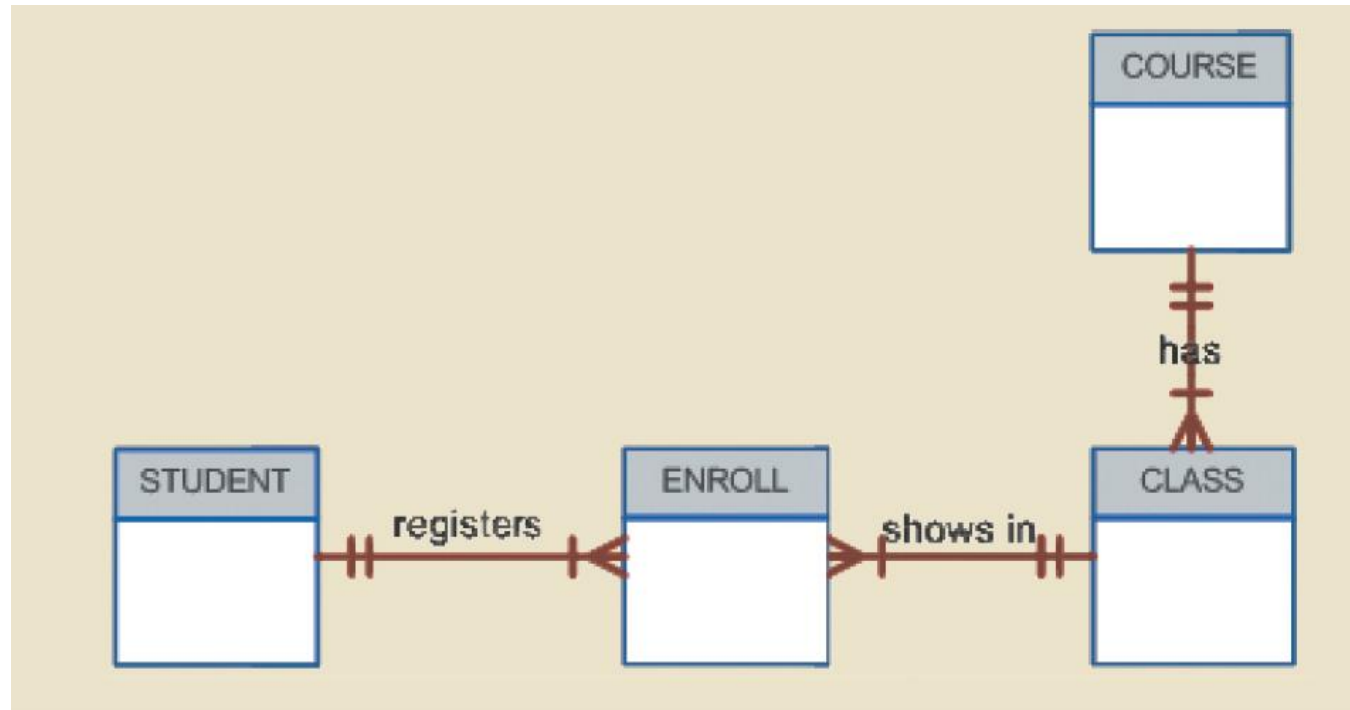 COURSE
has
STUDENT
registers
ENROLL
shows in
CLASS